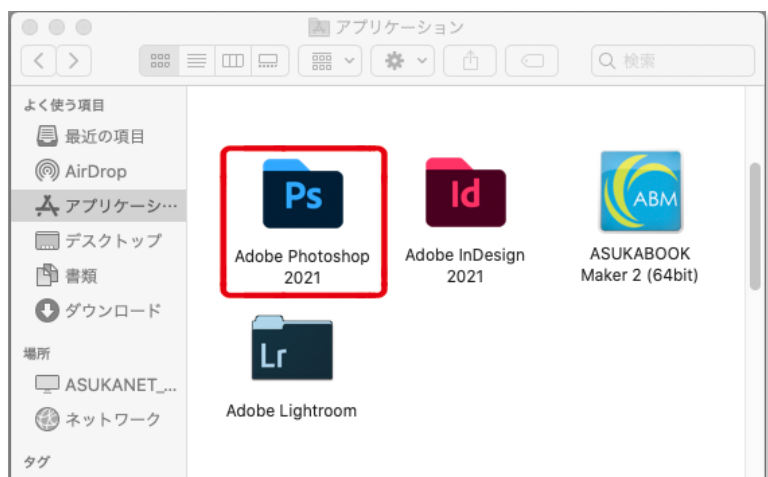 アプリケーション
検索
よく使う項目
最近の項目
AirDrop
アプリケーシ…
デスクトップ
書類
ダウンロード
場所
ASUKANET_...
ネットワーク
タグ
Ps
Adobe Photoshop
2021
Id
Adobe InDesign
2021
ABM
ASUKABOOK
Maker 2 (64bit)
Lr
Adobe Lightroom